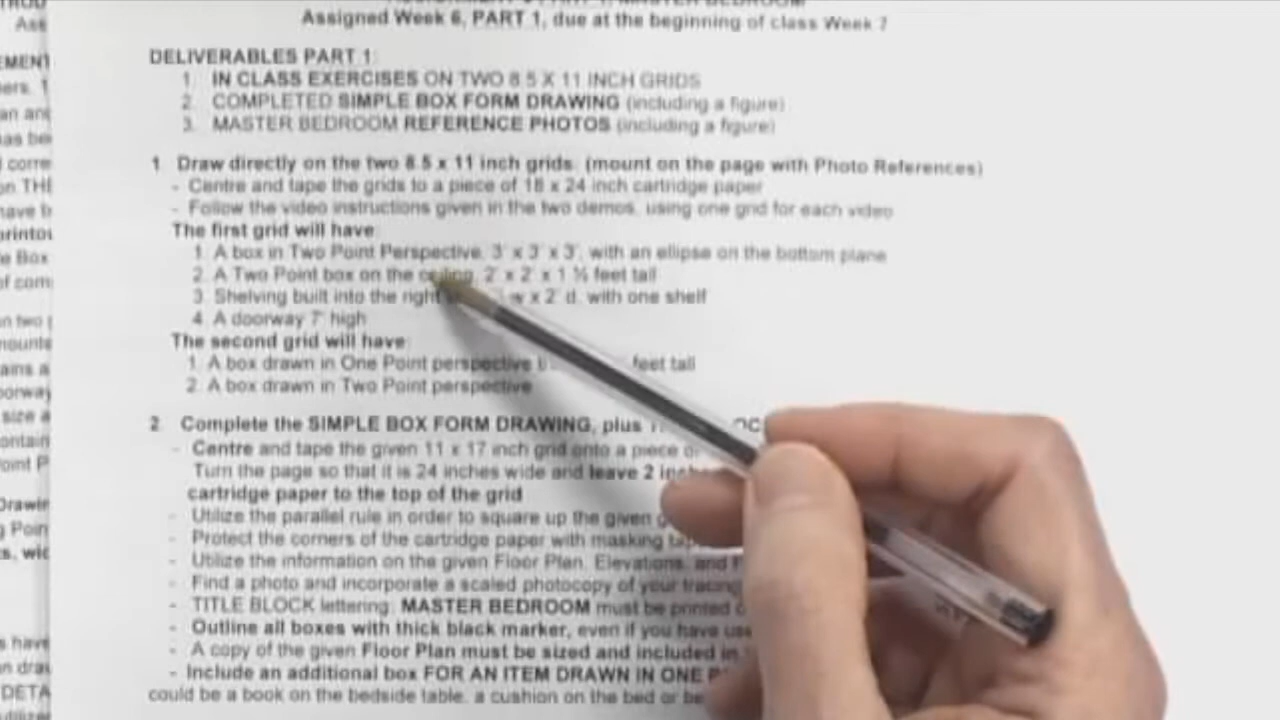 Assigned Week 6, PART 1, due at the beginning of class Week 7
DELIVERABLES PART 1:
1. IN CLASS EXERCISES ON TWO 8.5 X 11 INCH GRIDS
2. COMPLETED SIMPLE BOX FORM DRAWING (including a figure)
3. MASTER BEDROOM REFERENCE PHOTOS (including a figure)
1 Draw directly on the two 8.5 x 11 inch grids. (mount on the page with Photo References)
- Centre and tape the grids to a piece of 18 x 24 inch cartridge paper
- Follow the video instructions given in the two demos, using one grid for each video
The first grid will have:
1. A box in Two Point Perspective, 3' x 3' x 3', with an ellipse on the bottom plane
2. A Two Point box on the ceiling, 2' x 2' x 1 ½ feet tall
3. Shelving built into the right w x 2' d. with one shelf
4. A doorway 7' high
The second grid will have:
1. A box drawn in One Point perspective feet tall
2. A box drawn in Two Point perspective
2 Complete the SIMPLE BOX FORM DRAWING, plus
- Centre and tape the given 11 x 17 inch grid onto a piece
Turn the page so that it is 24 inches wide and leave 2
cartridge paper to the top of the grid
- Utilize the parallel rule in order to square up the given
- Protect the corners of the cartridge paper with masking
- Utilize the information on the given Floor Plan, Elevations, and
- Find a photo and incorporate a scaled photocopy of your
- TITLE BLOCK lettering: MASTER BEDROOM must be printed
- Outline all boxes with thick black marker, even if you have
- A copy of the given Floor Plan must be sized and included in
- Include an additional box FOR AN ITEM DRAWN IN ONE
could be a book on the bedside table, a cushion on the bed or